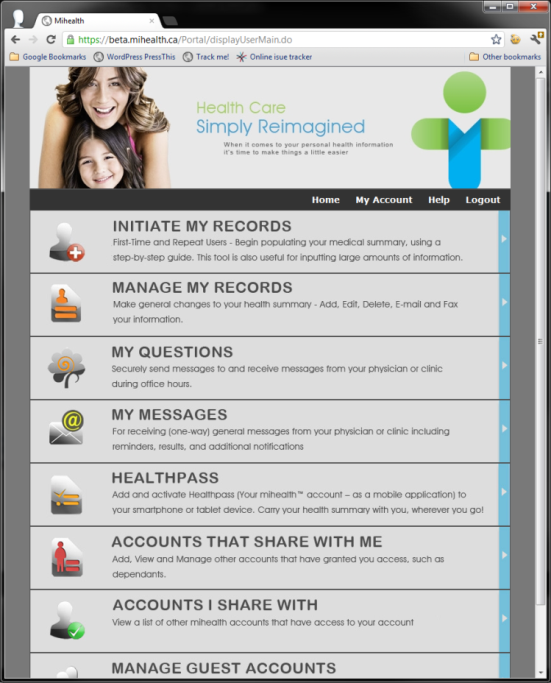 Mihealth
https://beta.mihealth.ca/Portal/displayUserMain.do
Google Bookmarks WordPress PressThis Track me! Online isue tracker Other bookmarks
Health Care
Simply Reimagined
When it comes to your personal health information
it's time to make things a little easier
Home My Account Help Logout
INITIATE MY RECORDS
First-Time and Repeat Users - Begin populating your medical summary, using a
step-by-step guide. This tool is also useful for inputting large amounts of information.
MANAGE MY RECORDS
Make general changes to your health summary - Add, Edit, Delete, E-mail and Fax
your information.
MY QUESTIONS
Securely send messages to and receive messages from your physician or clinic
during office hours.
MY MESSAGES
For receiving (one-way) general messages from your physician or clinic including
reminders, results, and additional notifications
HEALTHPASS
Add and activate Healthpass (Your mihealth™ account – as a mobile application) to
your smartphone or tablet device. Carry your health summary with you, wherever you go!
ACCOUNTS THAT SHARE WITH ME
Add, View and Manage other accounts that have granted you access, such as
dependants.
ACCOUNTS I SHARE WITH
View a list of other mihealth accounts that have access to your account
MANAGE GUEST ACCOUNTS